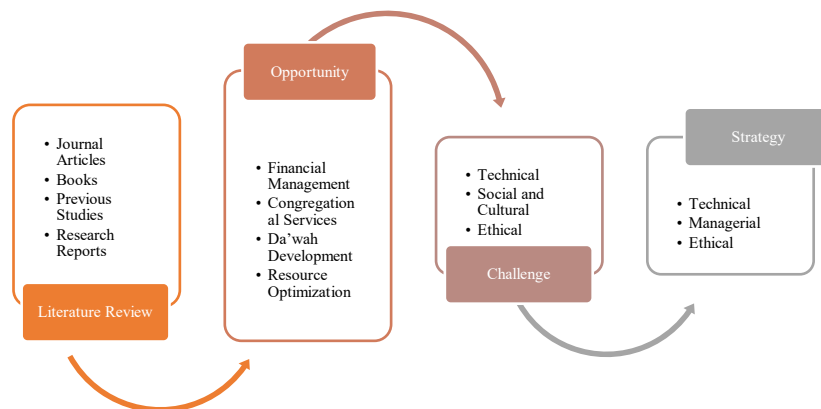 • Journal
Articles
• Books
• Previous
Studies
• Research
Reports
Literature Review
Opportunity
• Financial
Management
• Congregation
al Services
• Da’wah
Development
• Resource
Optimization
• Technical
• Social and
Cultural
• Ethical
Challenge
Strategy
• Technical
• Managerial
• Ethical